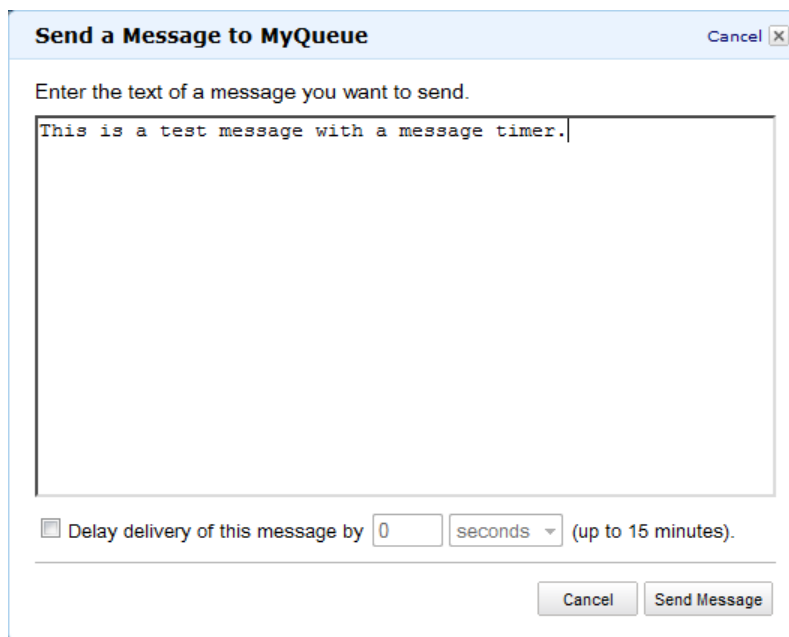 Send a Message to MyQueue Cancel
Enter the text of a message you want to send.
This is a test message with a message timer.
Delay delivery of this message by 0 seconds (up to 15 minutes).
Cancel Send Message